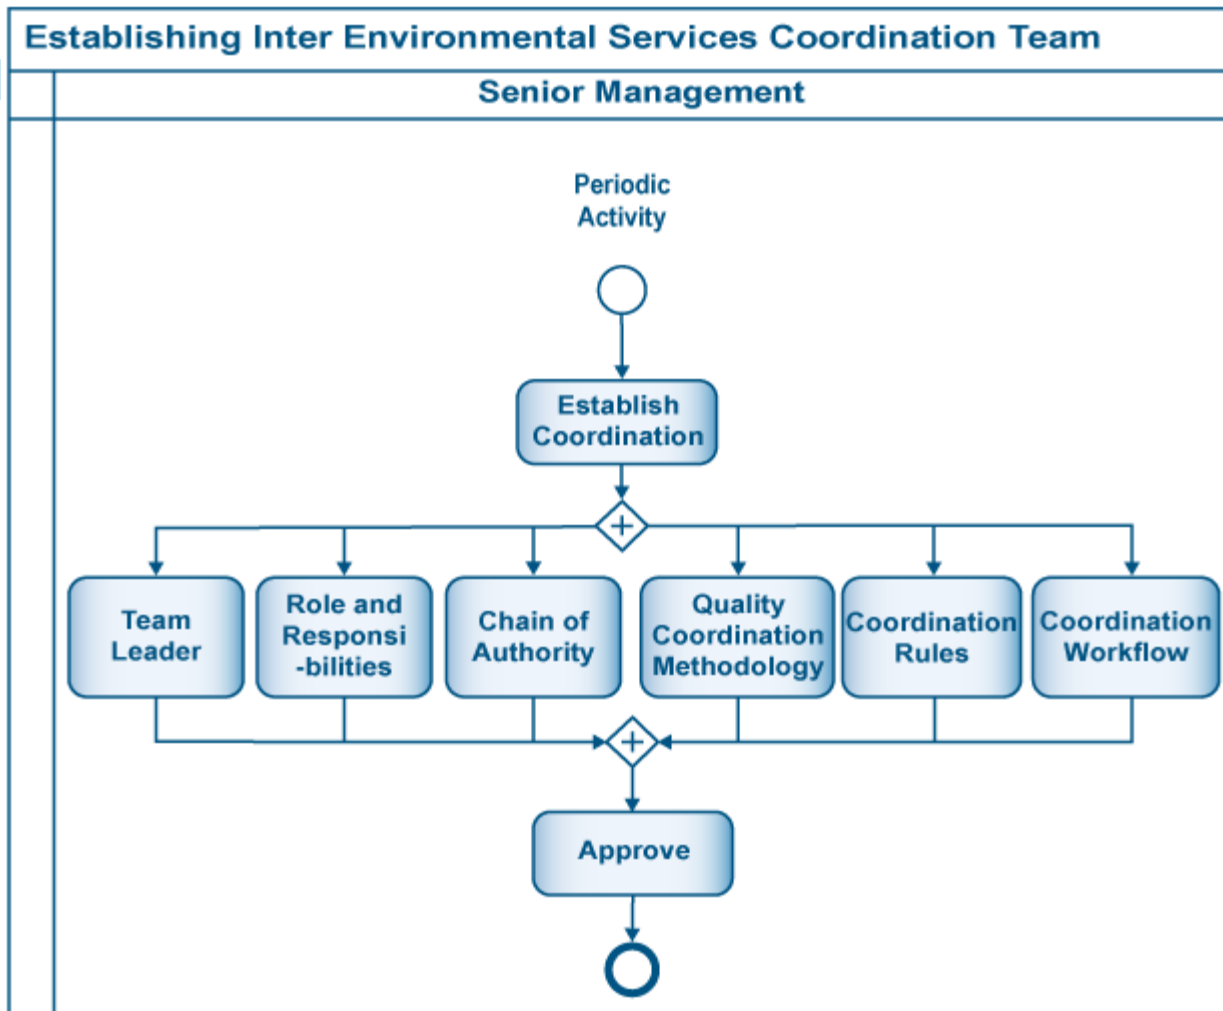 Establishing Inter Environmental Services Coordination Team
Senior Management
Periodic
Activity
Establish
Coordination
Team
Leader
Role and
Responsi
-bilities
Chain of
Authority
Quality
Coordination
Methodology
Coordination
Rules
Coordination
Workflow
Approve